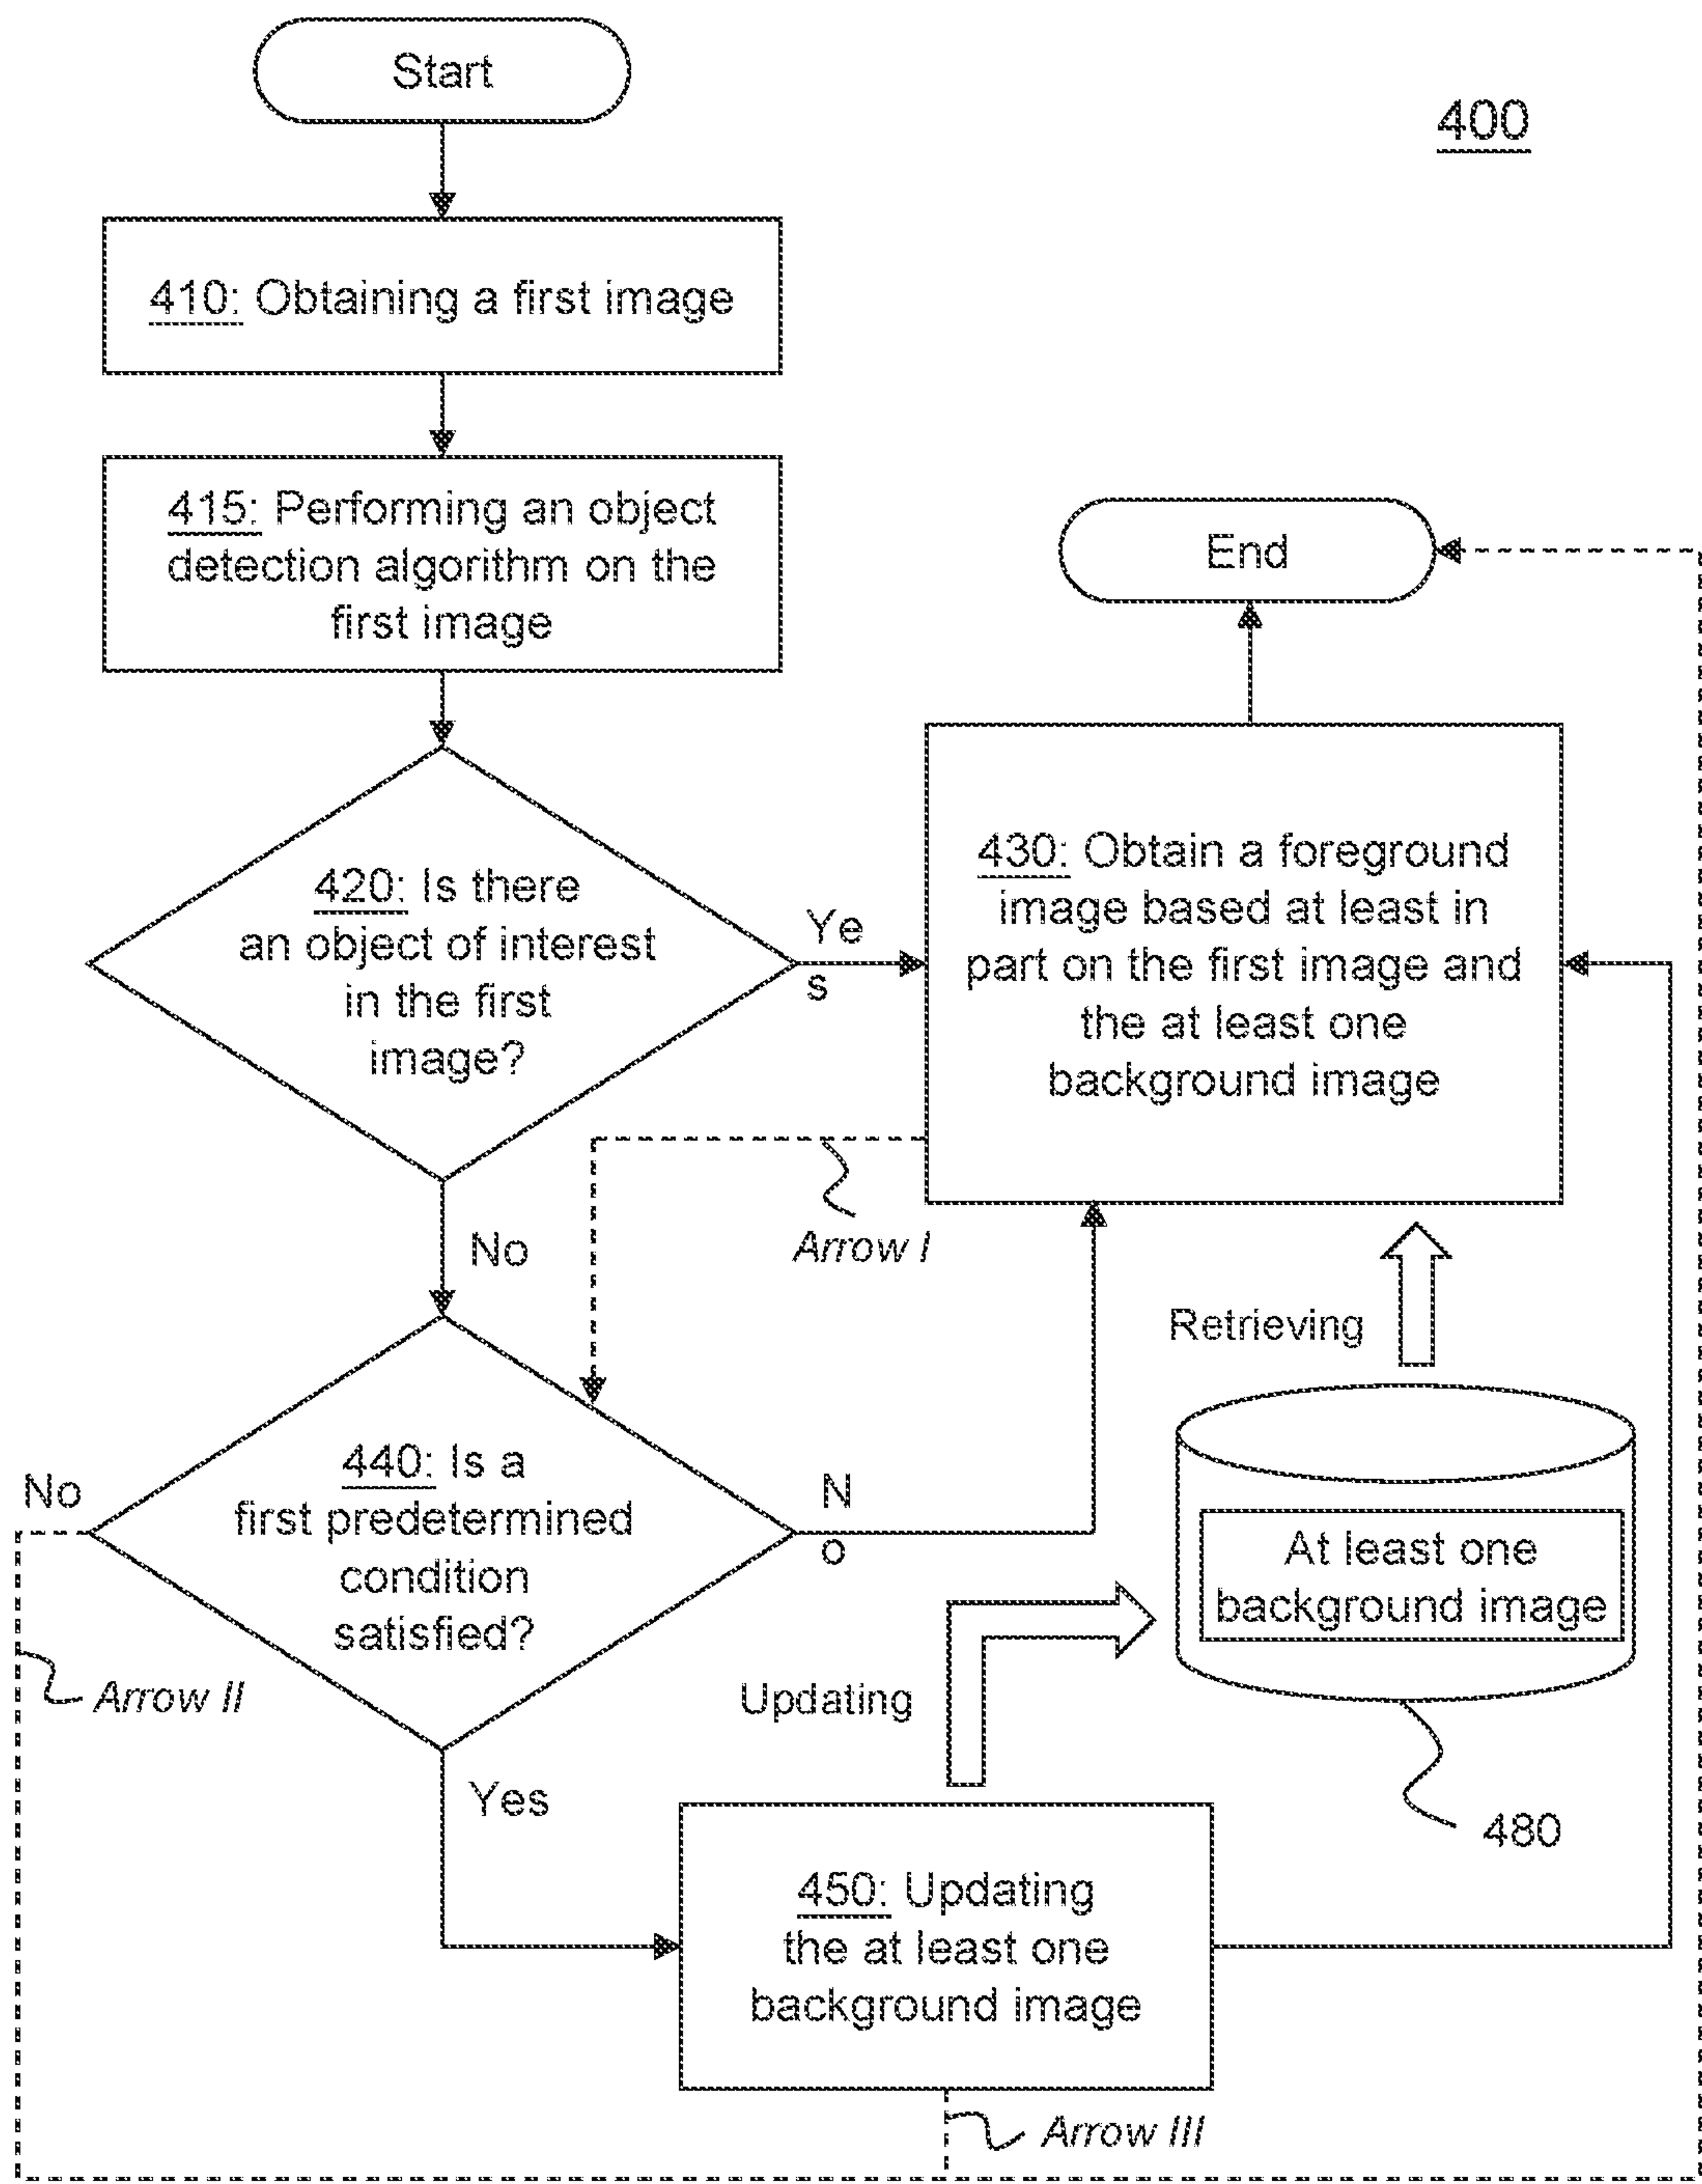 Start
400
410: Obtaining a first image
415: Performing an object
detection algorithm on the
first image
End
420: Is there
an object of interest
in the first
image?
Ye
s
430: Obtain a foreground
image based at least in
part on the first image and
the at least one
background image
No
Arrow I
Retrieving
440: Is a
first predetermined
condition
satisfied?
No
N
o
At least one
background image
Arrow II
Updating
Yes
480
450: Updating
the at least one
background image
Arrow III